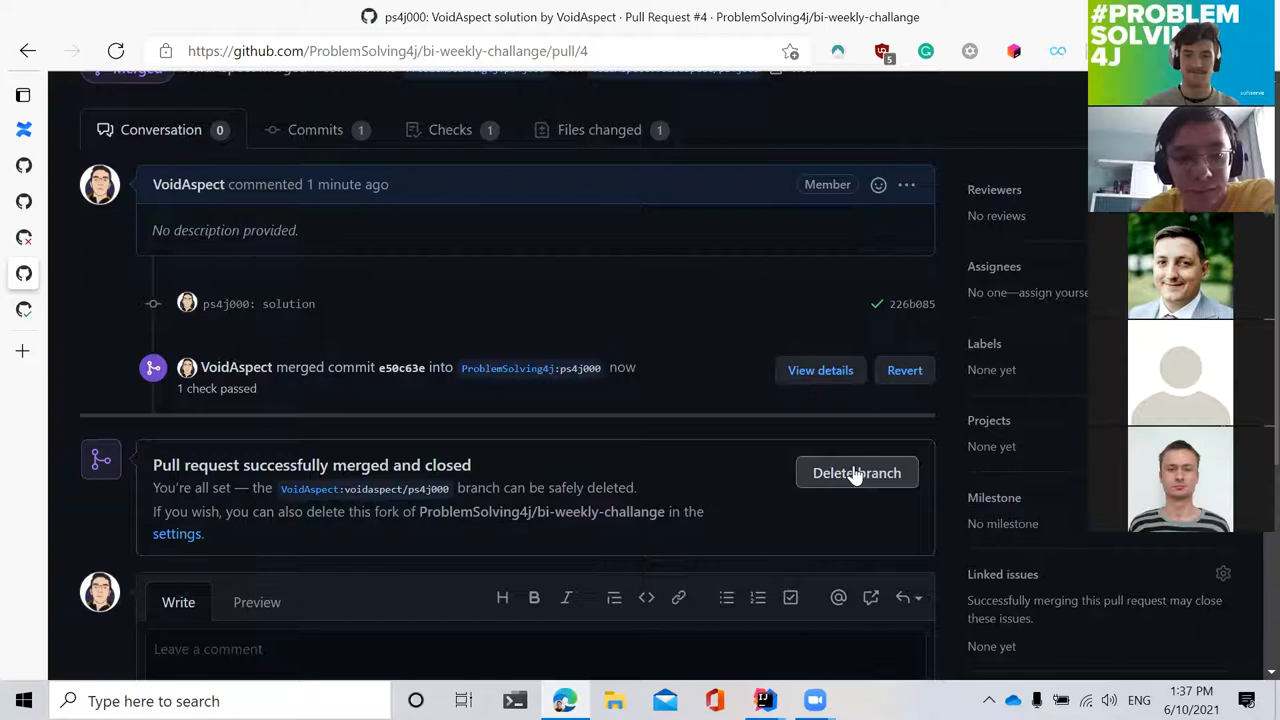 ps4j000: VoidAspect solution by VoidAspect · Pull Request #4 · ProblemSolving4j/bi-weekly-challange
https://github.com/ProblemSolving4j/bi-weekly-challange/pull/4
5
#PROBLEM
SOLVIN
4J
softserve
Merged
Conversation 0
Commits 1
Checks 1
Files changed 1
VoidAspect commented 1 minute ago
Member
No description provided.
ps4j000: solution
226b085
VoidAspect merged commit e50c63e into ProblemSolving4j:ps4j000 now
1 check passed
View details
Revert
Pull request successfully merged and closed
You're all set — the VoidAspect:voidaspect/ps4j000 branch can be safely deleted.
If you wish, you can also delete this fork of ProblemSolving4j/bi-weekly-challange in the
settings.
Delete branch
Write
Preview
Leave a comment
Reviewers
No reviews
Assignees
No one—assign yourse
Labels
None yet
Projects
None yet
Milestone
No milestone
Linked issues
Successfully merging this pull request may close
these issues.
None yet
Type here to search
ENG
1:37 PM
6/10/2021